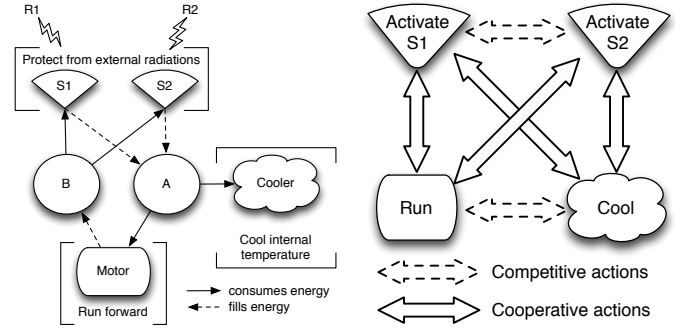 R1
R2
Protect from external radiations
S1
S2
B
A
Cooler
Cool internal
temperature
Motor
Run forward
consumes energy
fills energy
Activate
S1
Activate
S2
Run
Cool
Competitive actions
Cooperative actions